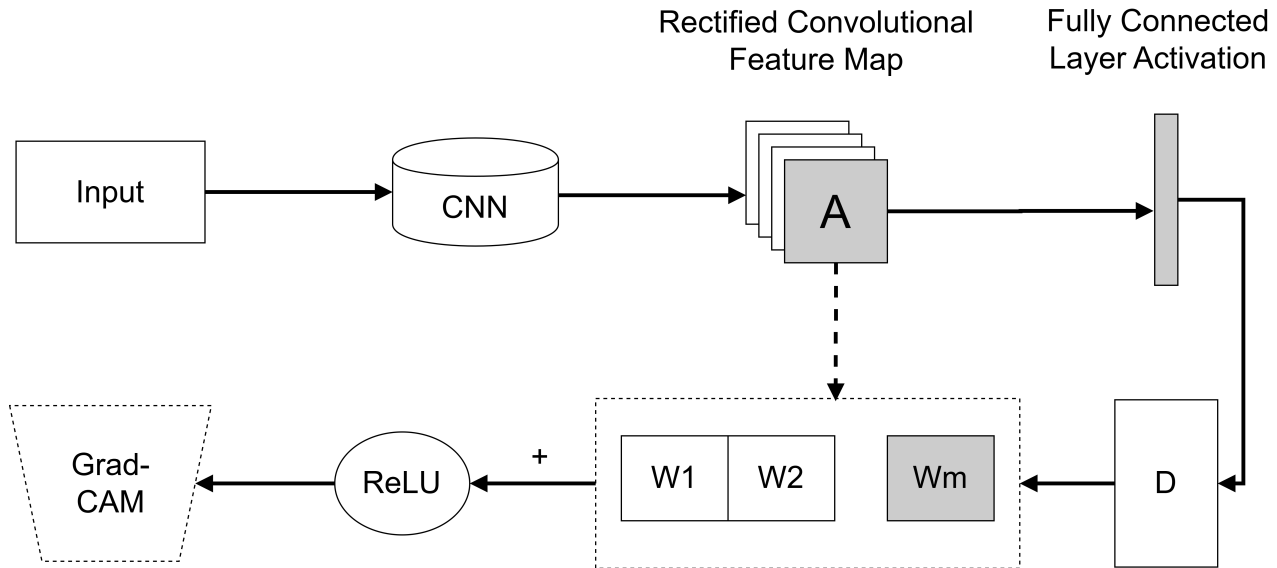 Rectified Convolutional
Feature Map
Fully Connected
Layer Activation
Input
CNN
A
Grad-
CAM
ReLU
+
W1
W2
Wm
D